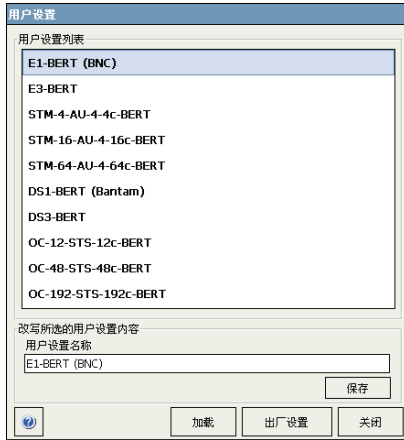 用户设置
用户设置列表
E1-BERT (BNC)
E3-BERT
STM-4-AU-4-4c-BERT
STM-16-AU-4-16c-BERT
STM-64-AU-4-64c-BERT
DS1-BERT (Bantam)
DS3-BERT
OC-12-STS-12c-BERT
OC-48-STS-48c-BERT
OC-192-STS-192c-BERT
改写所选的用户设置内容
用户设置名称
E1-BERT (BNC)
保存
? 加载 出厂设置 关闭